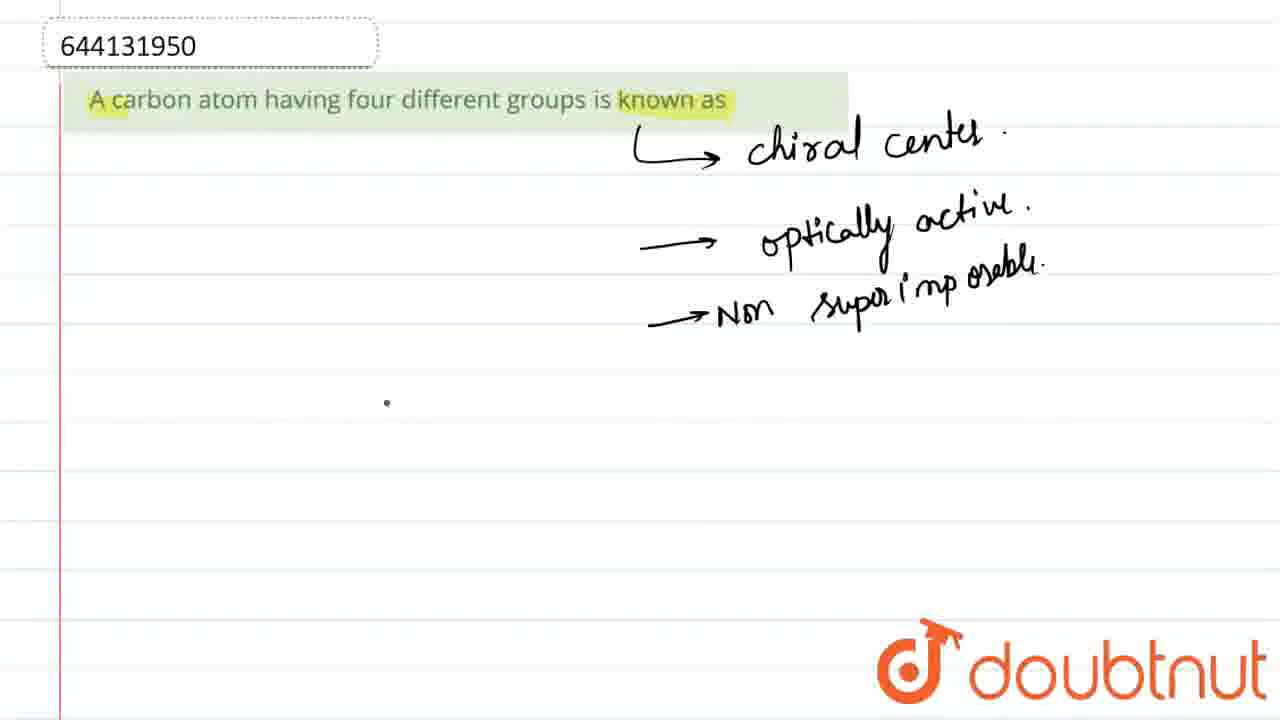 644131950
A carbon atom having four different groups is known as
chiral center.
optically active.
Non superimposable.
doubtnut